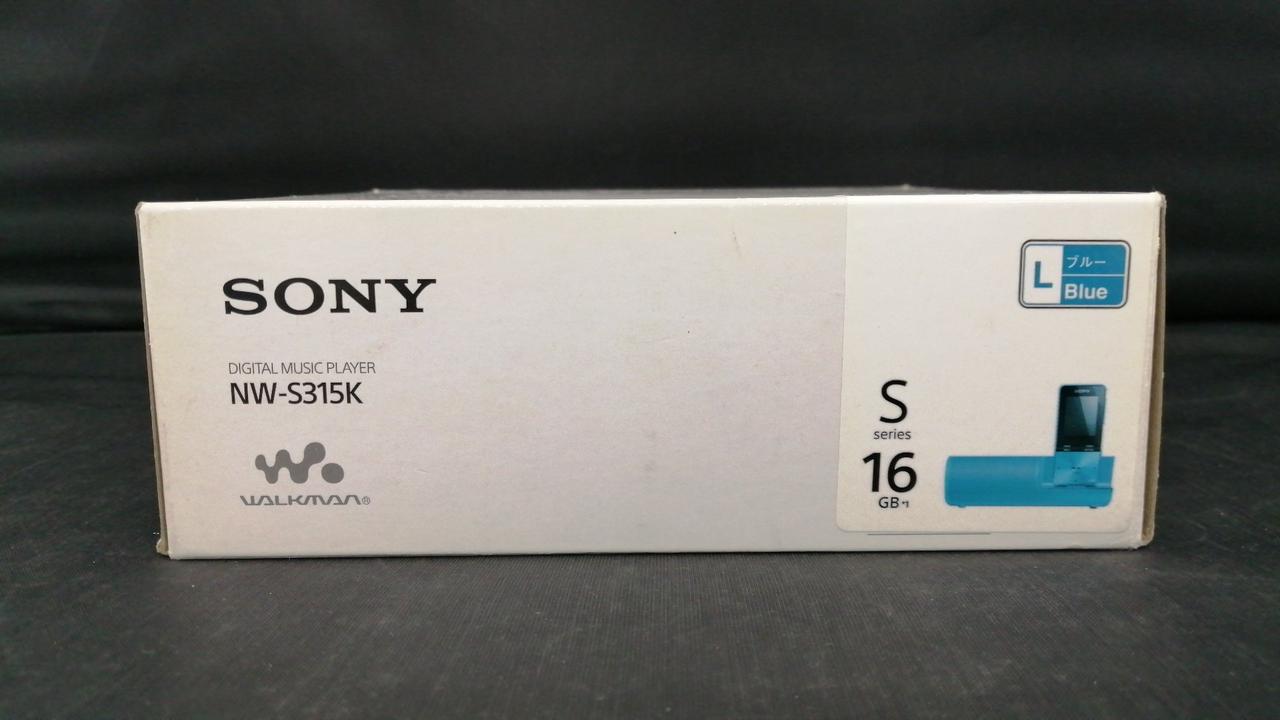 SONY
DIGITAL MUSIC PLAYER
NW-S315K
WALKMAN®
L
ブルー
Blue
S
series
16
GB*1